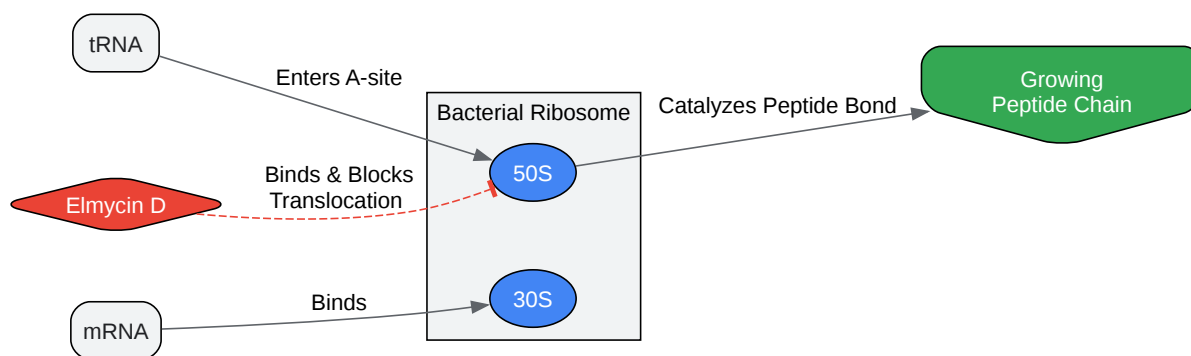 tRNA
Enters A-site
Bacterial Ribosome
Catalyzes Peptide Bond
Growing
Peptide Chain
50S
Binds & Blocks
Translocation
Elmycin D
30S
Binds
mRNA